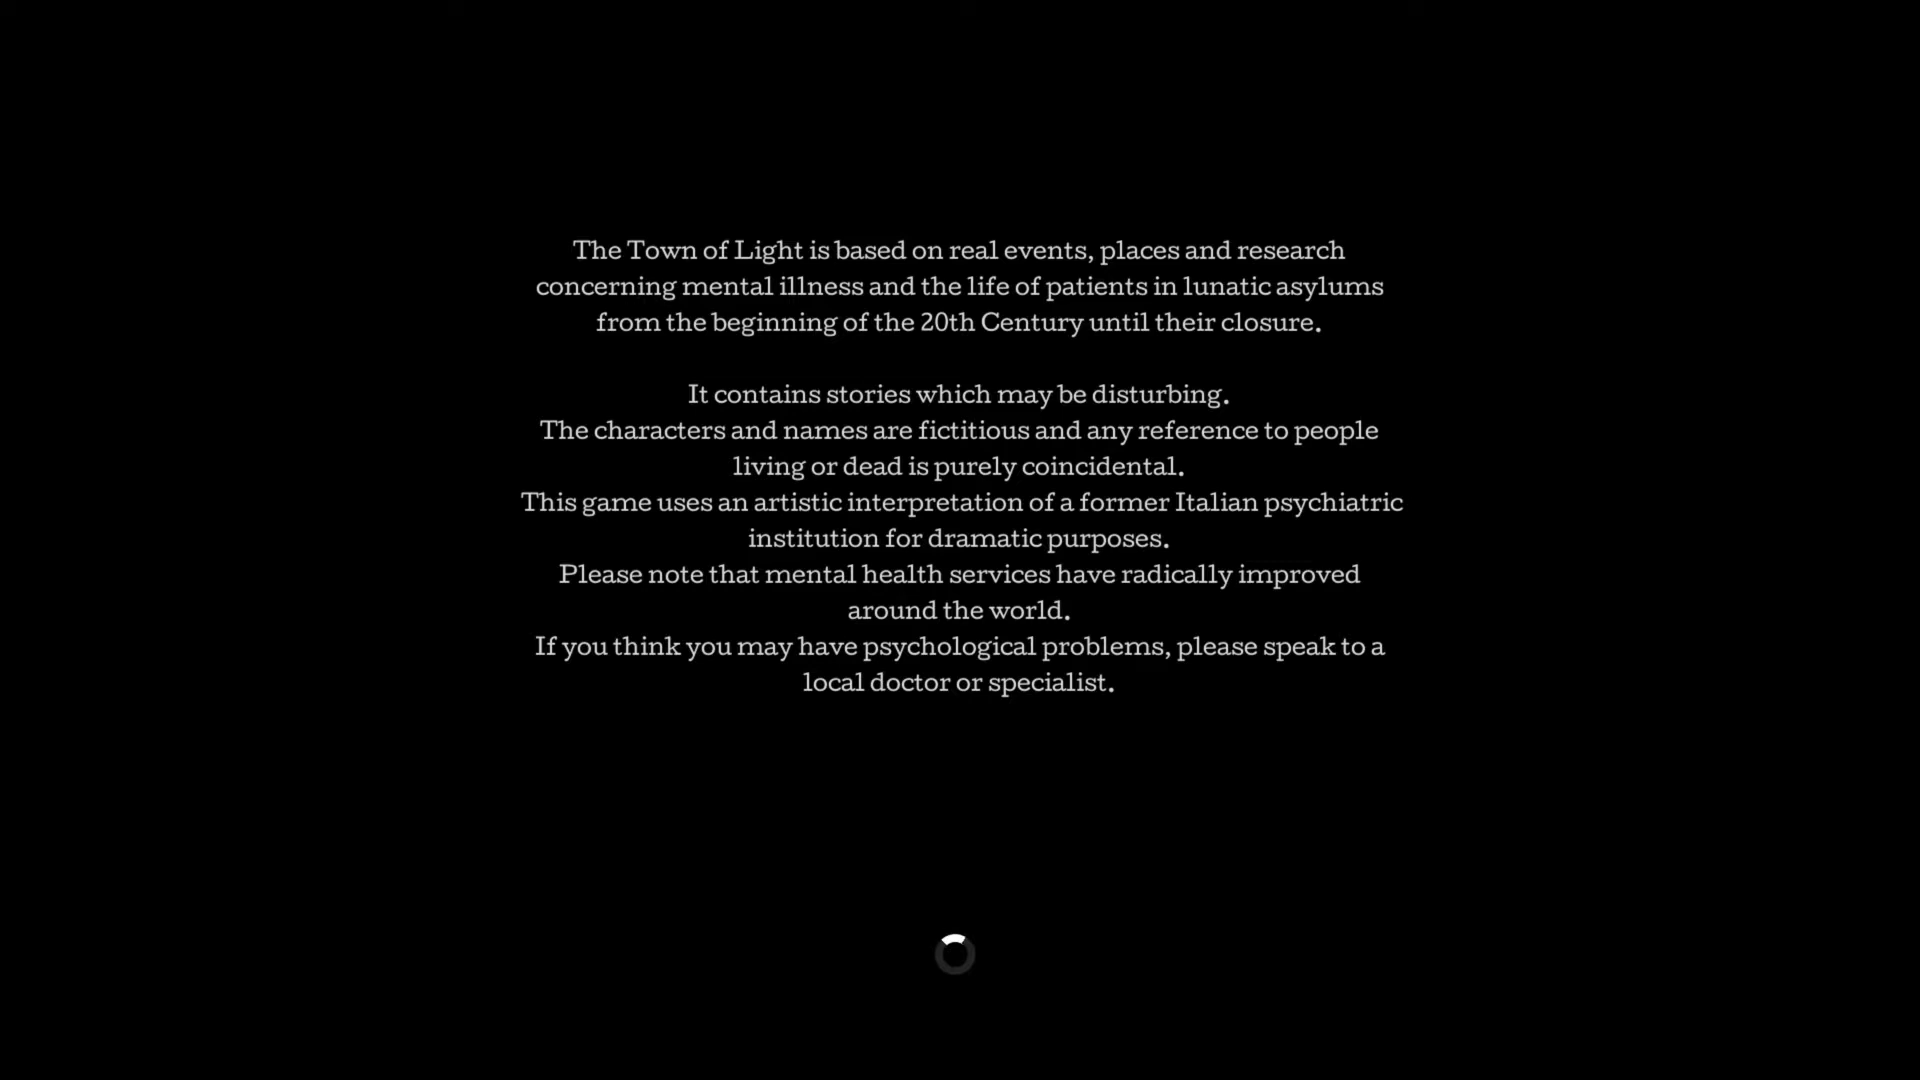 The Town of Light is based on real events, places and research
concerning mental illness and the life of patients in lunatic asylums
from the beginning of the 20th Century until their closure.
It contains stories which may be disturbing.
The characters and names are fictitious and any reference to people
living or dead is purely coincidental.
This game uses an artistic interpretation of a former Italian psychiatric
institution for dramatic purposes.
Please note that mental health services have radically improved
around the world.
If you think you may have psychological problems, please speak to a
local doctor or specialist.